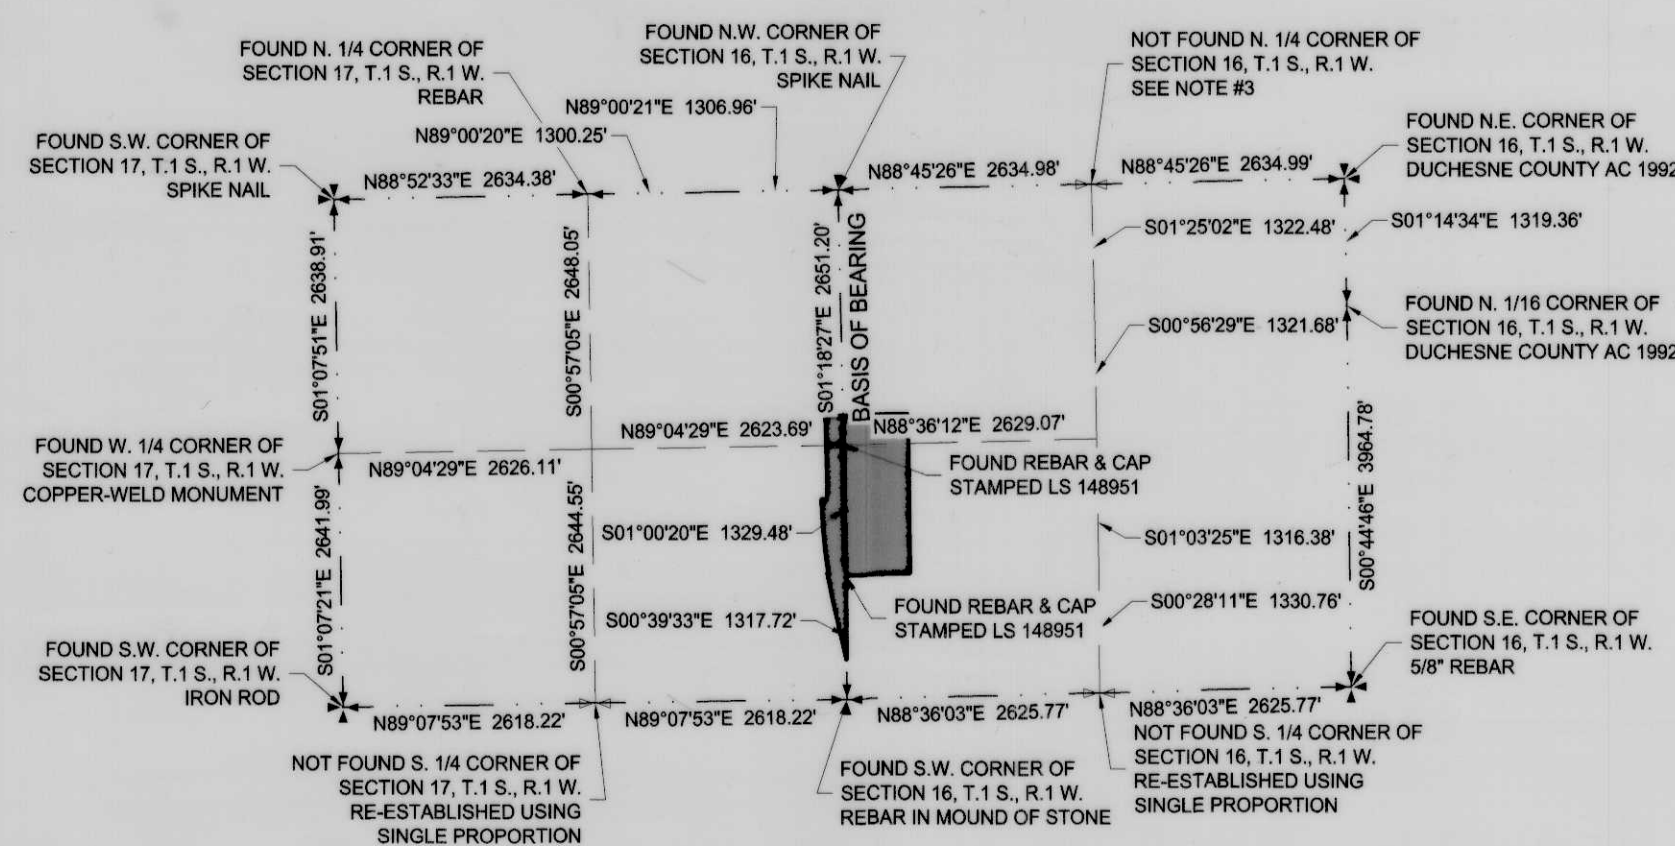 FOUND N. 1/4 CORNER OF
SECTION 17, T.1 S., R.1 W.
REBAR
FOUND N.W. CORNER OF
SECTION 16, T.1 S., R.1 W.
SPIKE NAIL
NOT FOUND N. 1/4 CORNER OF
SECTION 16, T.1 S., R.1 W.
SEE NOTE #3
N89°00'21"E 1306.96'
N89°00'20"E 1300.25'
FOUND S.W. CORNER OF
SECTION 17, T.1 S., R.1 W.
SPIKE NAIL
FOUND N.E. CORNER OF
SECTION 16, T.1 S., R.1 W.
DUCHESNE COUNTY AC 1992
N88°52'33"E 2634.38'
N88°45'26"E 2634.98'
N88°45'26"E 2634.99'
S01°25'02"E 1322.48'
S01°14'34"E 1319.36'
S01°07'51"E 2638.91'
S00°57'05"E 2648.05'
S01°18'27"E 2651.20'
BASIS OF BEARING
FOUND N. 1/16 CORNER OF
SECTION 16, T.1 S., R.1 W.
DUCHESNE COUNTY AC 1992
S00°56'29"E 1321.68'
N89°04'29"E 2623.69'
N88°36'12"E 2629.07'
FOUND W. 1/4 CORNER OF
SECTION 17, T.1 S., R.1 W.
COPPER-WELD MONUMENT
N89°04'29"E 2626.11'
FOUND REBAR & CAP
STAMPED LS 148951
S01°07'21"E 2641.99'
S00°57'05"E 2644.55'
S01°00'20"E 1329.48'
S01°03'25"E 1316.38'
S00°44'46"E 3964.78'
S00°39'33"E 1317.72'
FOUND REBAR & CAP
STAMPED LS 148951
S00°28'11"E 1330.76'
FOUND S.W. CORNER OF
SECTION 17, T.1 S., R.1 W.
IRON ROD
FOUND S.E. CORNER OF
SECTION 16, T.1 S., R.1 W.
5/8" REBAR
N89°07'53"E 2618.22'
N89°07'53"E 2618.22'
N88°36'03"E 2625.77'
N88°36'03"E 2625.77'
NOT FOUND S. 1/4 CORNER OF
SECTION 17, T.1 S., R.1 W.
RE-ESTABLISHED USING
SINGLE PROPORTION
FOUND S.W. CORNER OF
SECTION 16, T.1 S., R.1 W.
REBAR IN MOUND OF STONE
NOT FOUND S. 1/4 CORNER OF
SECTION 16, T.1 S., R.1 W.
RE-ESTABLISHED USING
SINGLE PROPORTION